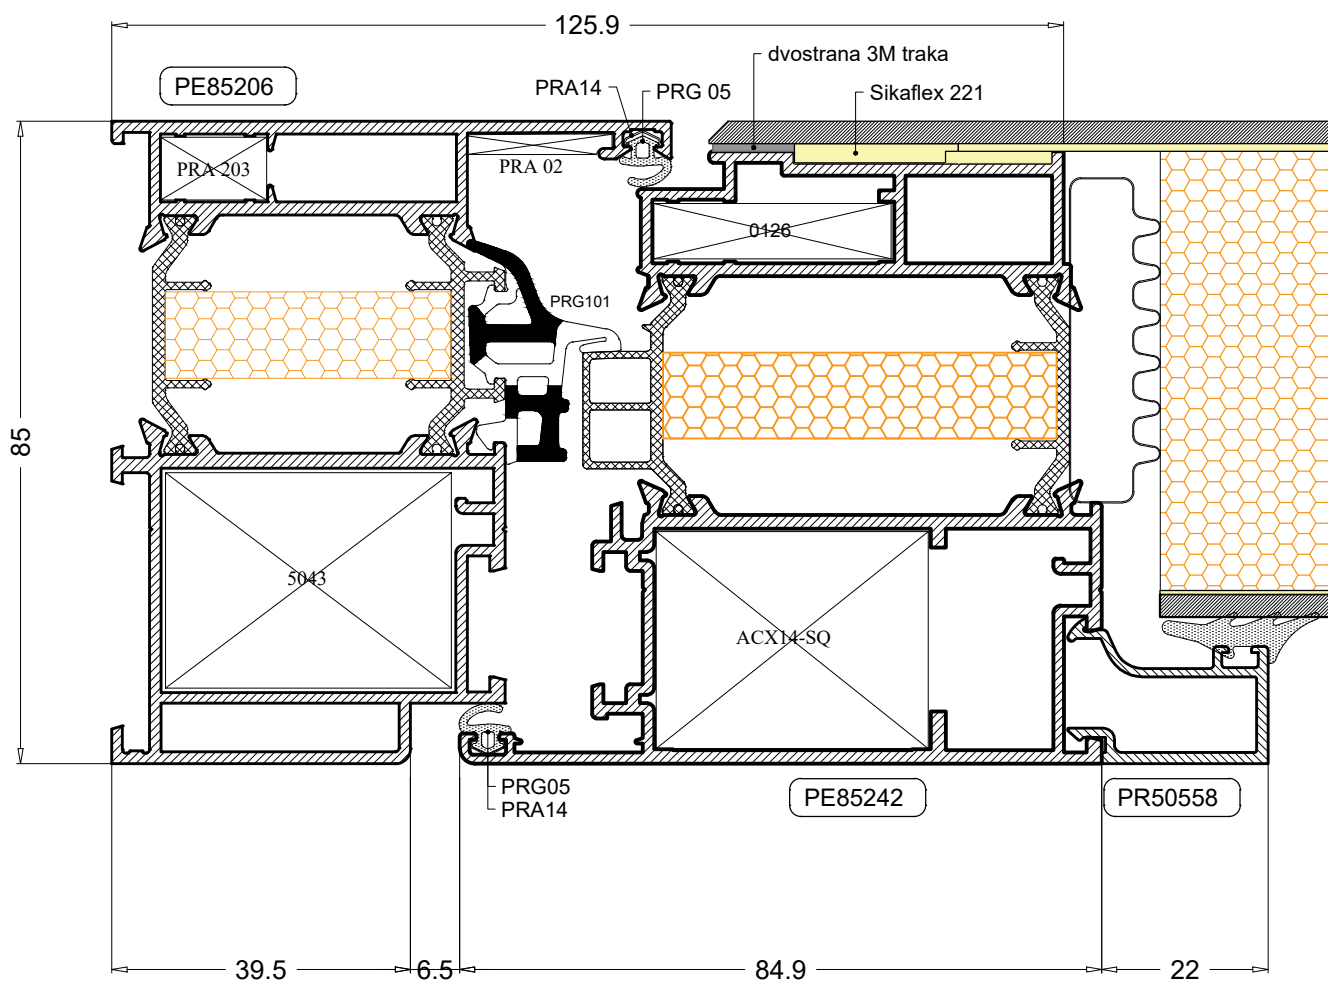 125.9
dvostrana 3M traka
PE85206
PRA14
PRG 05
Sikaflex 221
PRA 203
PRA 02
0126
PRG101
85
5043
ACX14-SQ
PRG05
PRA14
PE85242
PR50558
39.5
6.5
84.9
22